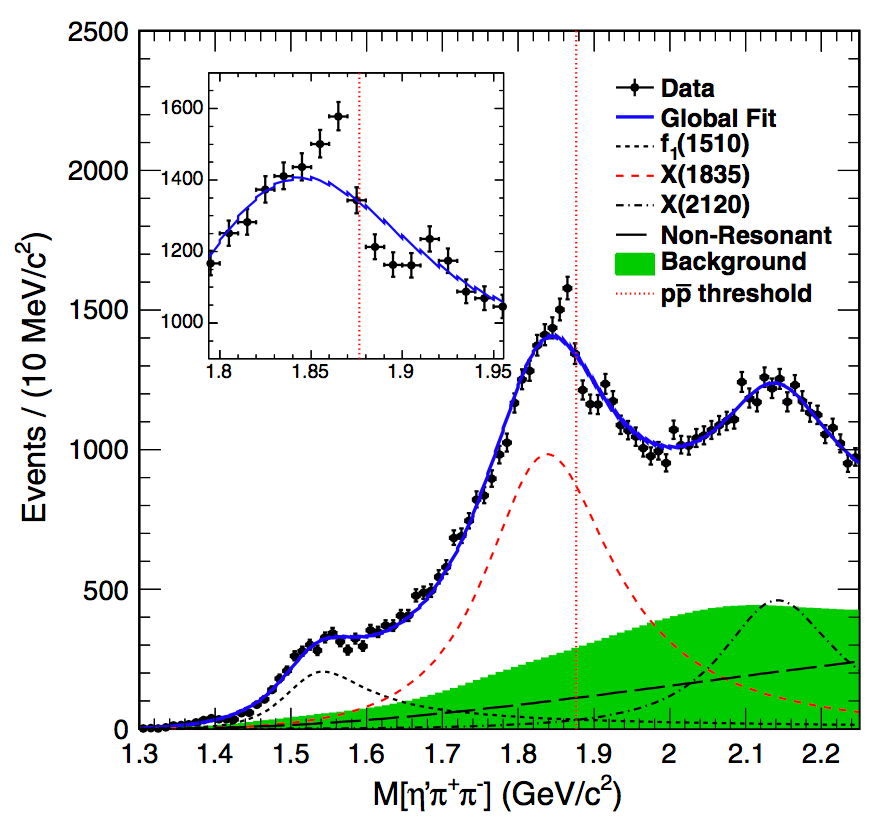 2500
2000
1500
1000
500
0
Events / (10 MeV/c²)
1600
1400
1200
1000
1.8 1.85 1.9 1.95
Data
Global Fit
f₁(1510)
X(1835)
X(2120)
Non-Resonant
Background
pp̅ threshold
1.3 1.4 1.5 1.6 1.7 1.8 1.9 2 2.1 2.2
M[η'π⁺π⁻] (GeV/c²)